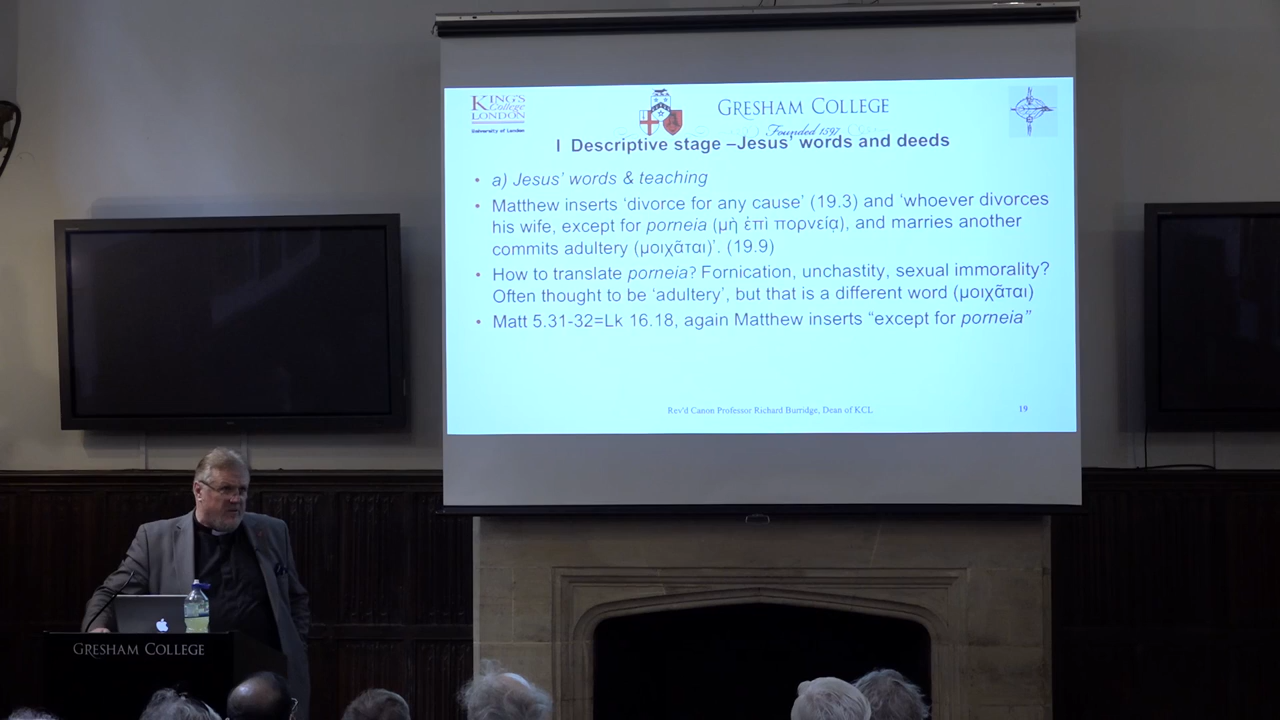 KING'S
College
LONDON
University of London
GRESHAM COLLEGE
Founded 1597
I Descriptive stage –Jesus' words and deeds
• a) Jesus' words & teaching
• Matthew inserts ‘divorce for any cause’ (19.3) and ‘whoever divorces
his wife, except for porneia (μὴ ἐπὶ πορνείᾳ), and marries another
commits adultery (μοιχᾶται)’. (19.9)
• How to translate porneia? Fornication, unchastity, sexual immorality?
Often thought to be ‘adultery’, but that is a different word (μοιχᾶται)
• Matt 5.31-32=Lk 16.18, again Matthew inserts “except for porneia”
Rev'd Canon Professor Richard Burridge, Dean of KCL
19
GRESHAM COLLEGE